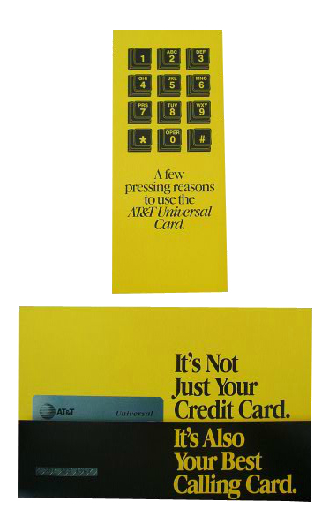 1 ABC 2 DEF 3
GHI 4 JKL 5 MNO 6
PRS 7 TUV 8 WXY 9
* OPER 0 #
A few
pressing reasons
to use the
AT&T Universal
Card.
It's Not
Just Your
Credit Card.
AT&T Universal
It's Also
Your Best
Calling Card.